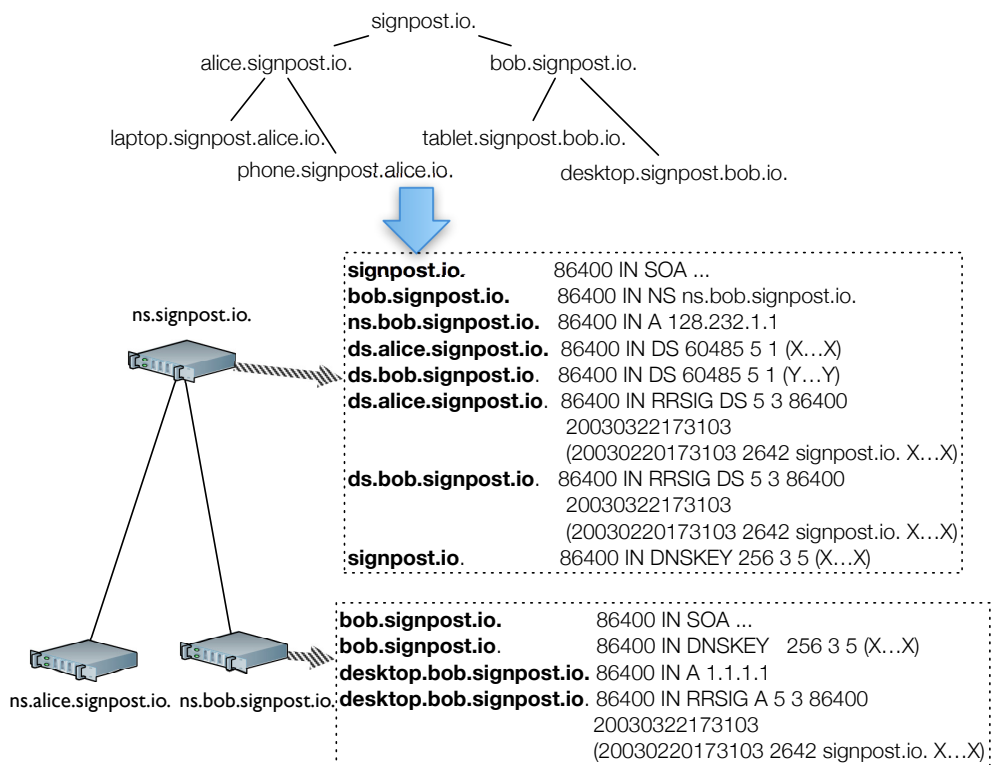 signpost.io.
alice.signpost.io. bob.signpost.io.
laptop.signpost.alice.io. tablet.signpost.bob.io.
phone.signpost.alice.io. desktop.signpost.bob.io.
ns.signpost.io.
signpost.io. 86400 IN SOA ...
bob.signpost.io. 86400 IN NS ns.bob.signpost.io.
ns.bob.signpost.io. 86400 IN A 128.232.1.1
ds.alice.signpost.io. 86400 IN DS 60485 5 1 (X…X)
ds.bob.signpost.io. 86400 IN DS 60485 5 1 (Y…Y)
ds.alice.signpost.io. 86400 IN RRSIG DS 5 3 86400
20030322173103
(20030220173103 2642 signpost.io. X…X)
ds.bob.signpost.io. 86400 IN RRSIG DS 5 3 86400
20030322173103
(20030220173103 2642 signpost.io. X…X)
signpost.io. 86400 IN DNSKEY 256 3 5 (X…X)
ns.alice.signpost.io. ns.bob.signpost.io.
bob.signpost.io. 86400 IN SOA ...
bob.signpost.io. 86400 IN DNSKEY 256 3 5 (X…X)
desktop.bob.signpost.io. 86400 IN A 1.1.1.1
desktop.bob.signpost.io. 86400 IN RRSIG A 5 3 86400
20030322173103
(20030220173103 2642 signpost.io. X…X)